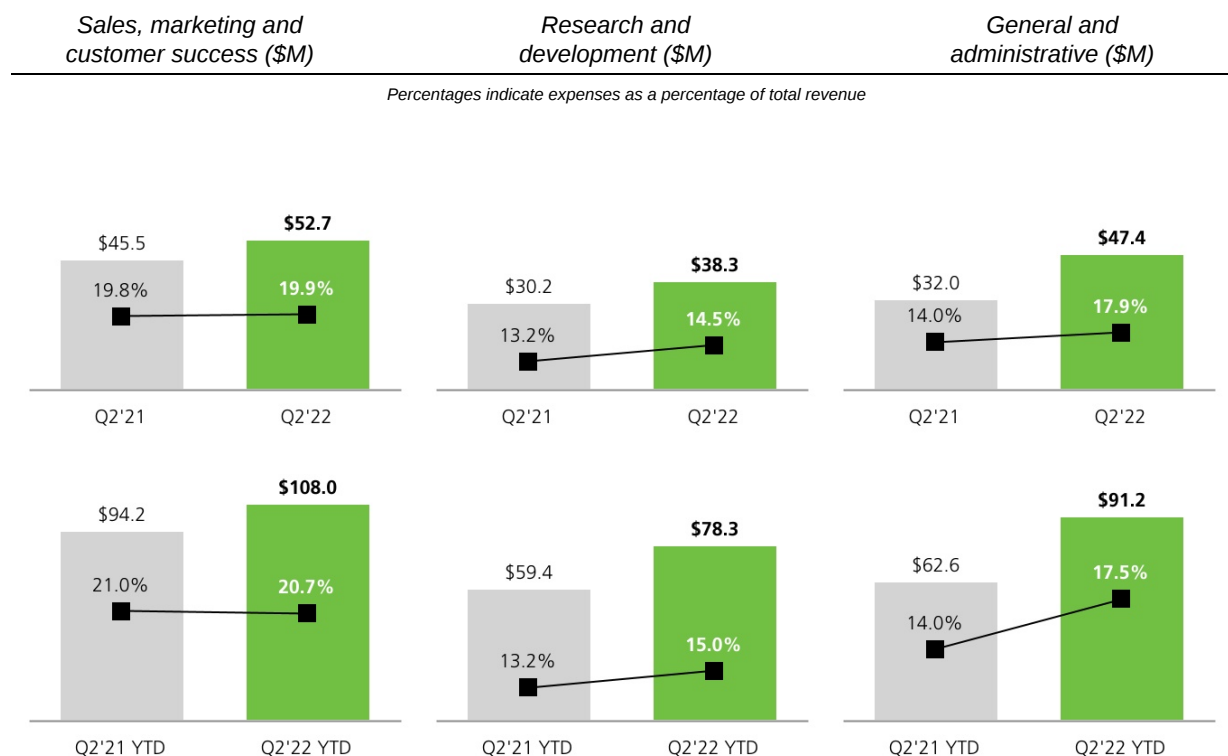 Sales, marketing and
customer success ($M)
Research and
development ($M)
General and
administrative ($M)
Percentages indicate expenses as a percentage of total revenue
$45.5
$52.7
19.8%
19.9%
Q2'21
Q2'22
$30.2
$38.3
13.2%
14.5%
Q2'21
Q2'22
$32.0
$47.4
14.0%
17.9%
Q2'21
Q2'22
$94.2
$108.0
21.0%
20.7%
Q2'21 YTD
Q2'22 YTD
$59.4
$78.3
13.2%
15.0%
Q2'21 YTD
Q2'22 YTD
$62.6
$91.2
14.0%
17.5%
Q2'21 YTD
Q2'22 YTD